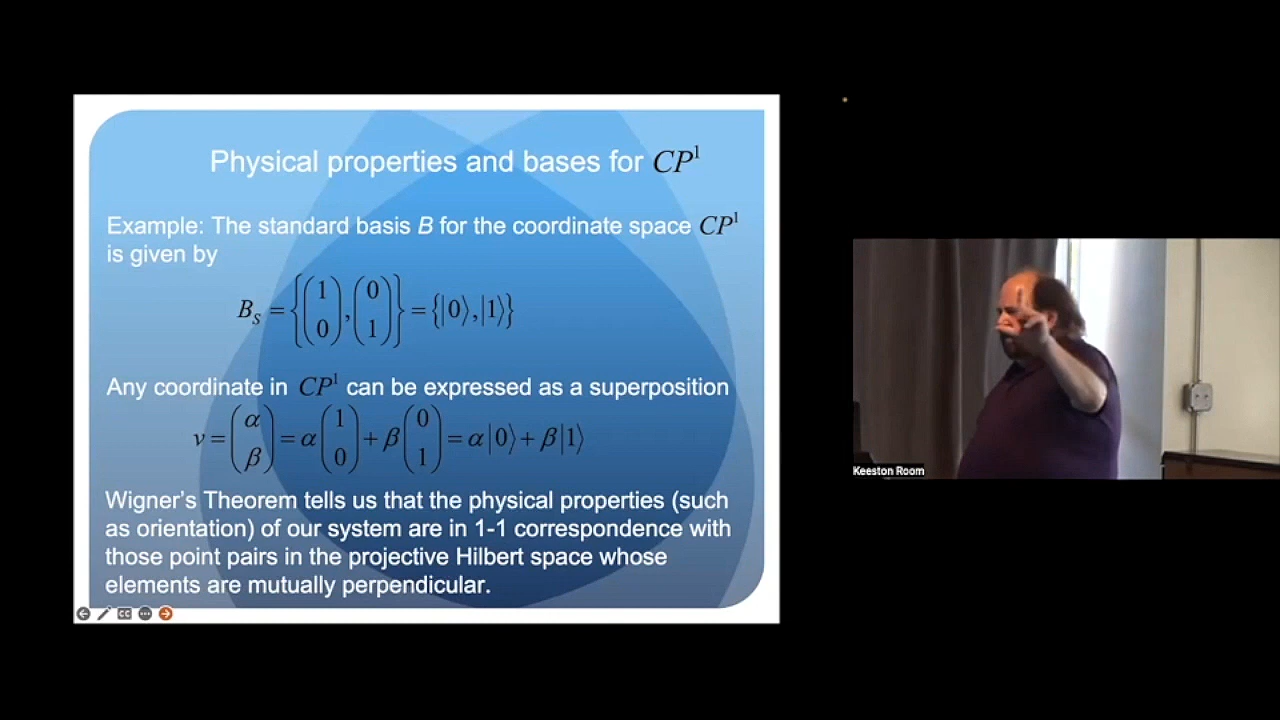 Physical properties and bases for CP¹
Example: The standard basis B for the coordinate space CP¹
is given by
B_S = {(1 0), (0 1)} = {|0⟩, |1⟩}
Any coordinate in CP¹ can be expressed as a superposition
v = (α β) = α(1 0) + β(0 1) = α|0⟩ + β|1⟩
Wigner's Theorem tells us that the physical properties (such
as orientation) of our system are in 1-1 correspondence with
those point pairs in the projective Hilbert space whose
elements are mutually perpendicular.
CC
Keeston Room